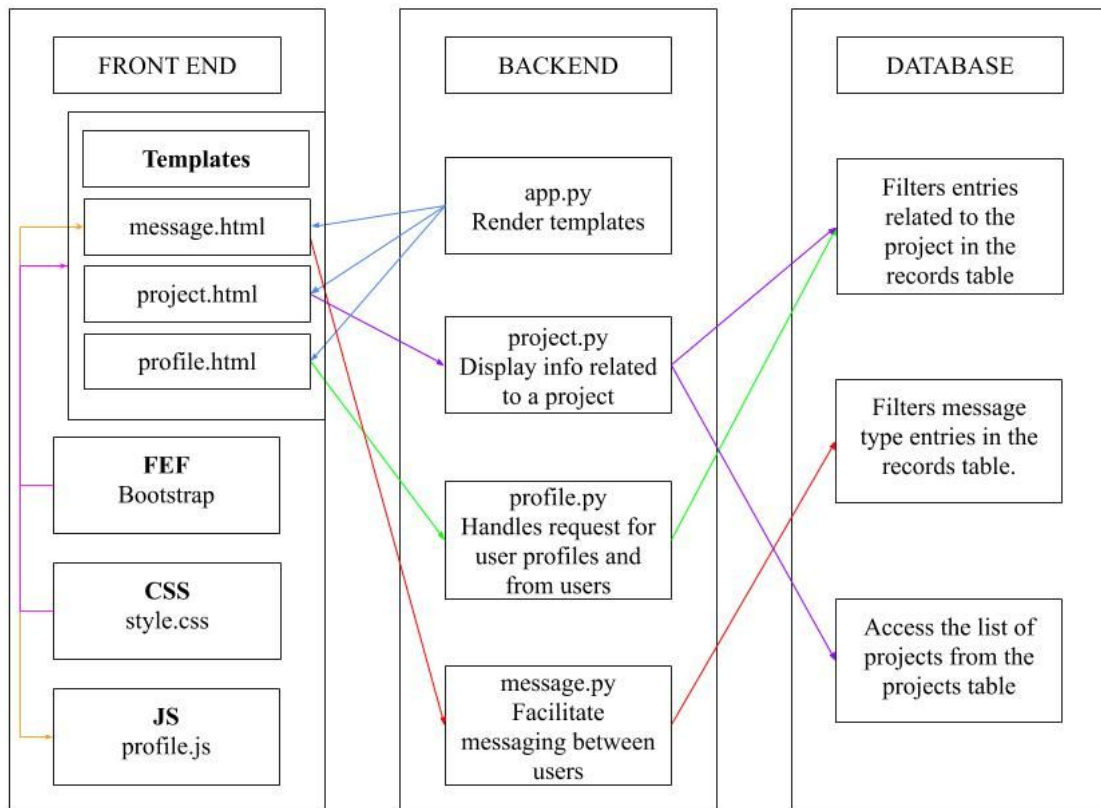 FRONT END
Templates
message.html
project.html
profile.html
FEF
Bootstrap
CSS
style.css
JS
profile.js
BACKEND
app.py
Render templates
project.py
Display info related
to a project
profile.py
Handles request for
user profiles and
from users
message.py
Facilitate
messaging between
users
DATABASE
Filters entries
related to the
project in the
records table
Filters message
type entries in the
records table.
Access the list of
projects from the
projects table